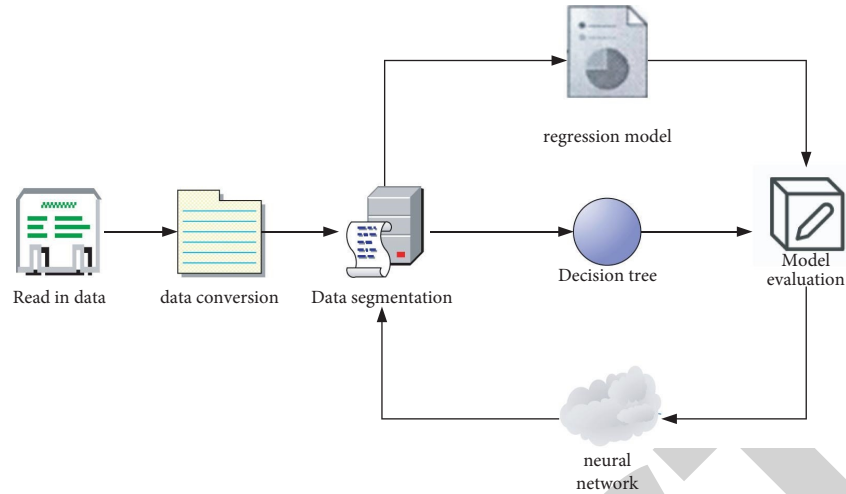 regression model
Read in data
data conversion
Data segmentation
Decision tree
Model
evaluation
neural
network